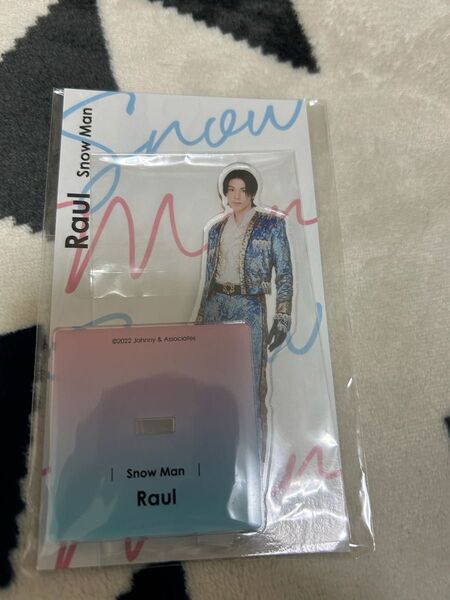 Snow
Man
Raul Snow Man
©2022 Johnny & Associates
Snow Man
Raul